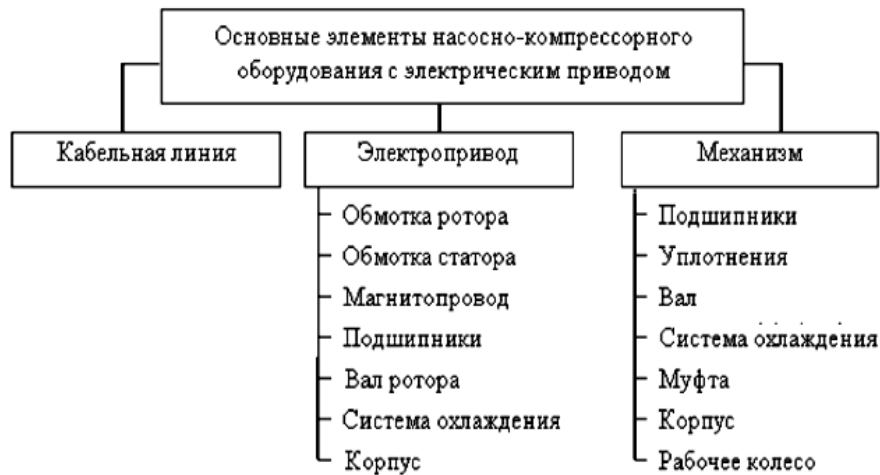 Основные элементы насосно-компрессорного
оборудования с электрическим приводом
Кабельная линия
Электропривод
Механизм
Обмотка ротора
Обмотка статора
Магнитопровод
Подшипники
Вал ротора
Система охлаждения
Корпус
Подшипники
Уплотнения
Вал
Система охлаждения
Муфта
Корпус
Рабочее колесо